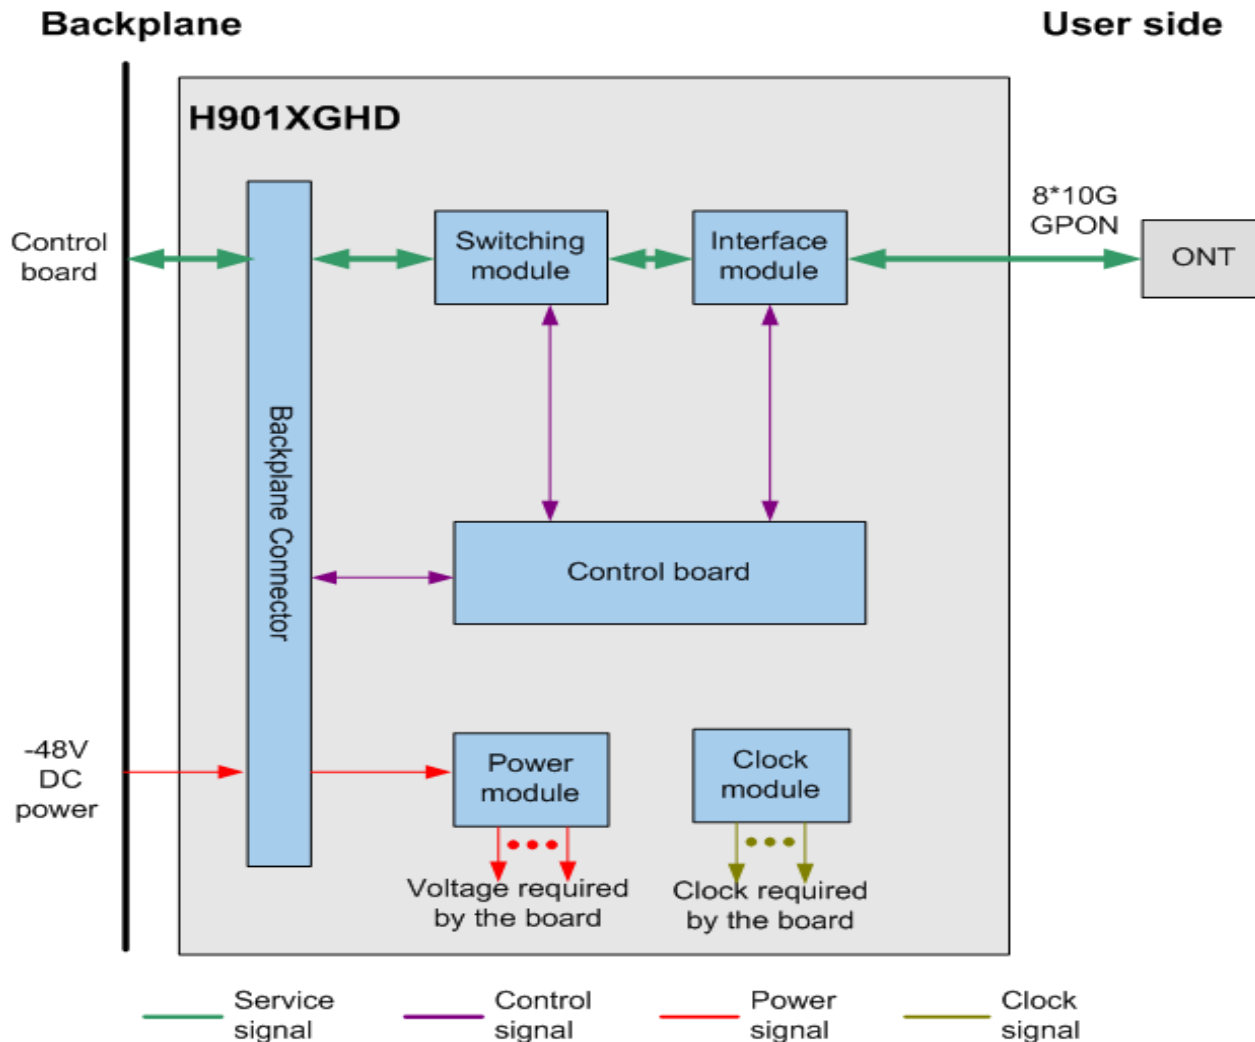 Backplane
User side
H901XGHD
Control
board
Switching
module
Interface
module
8*10G
GPON
ONT
Backplane Connector
Control board
-48V
DC
power
Power
module
Clock
module
Voltage required
by the board
Clock required
by the board
Service
signal
Control
signal
Power
signal
Clock
signal